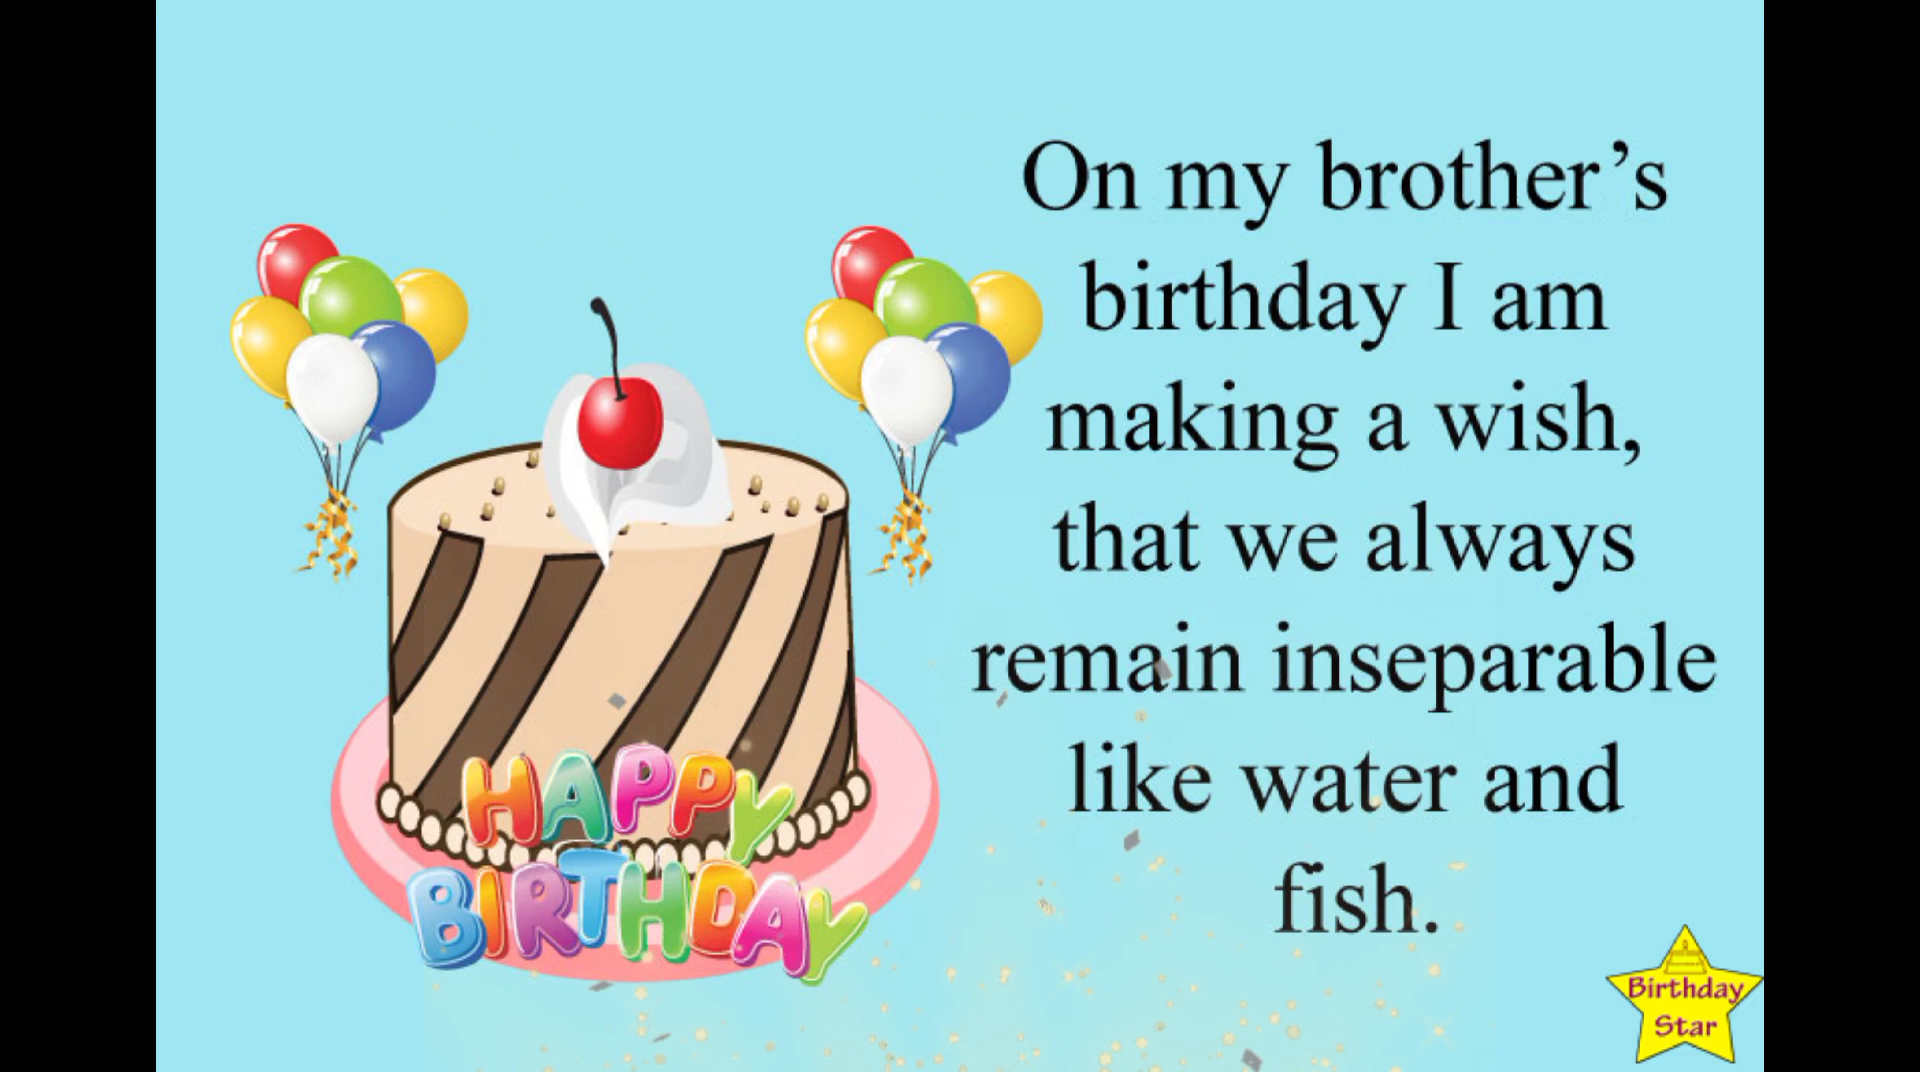 On my brother’s
birthday I am
making a wish,
that we always
remain inseparable
like water and
fish.
HAPPY
BIRTHDAY
Birthday
Star